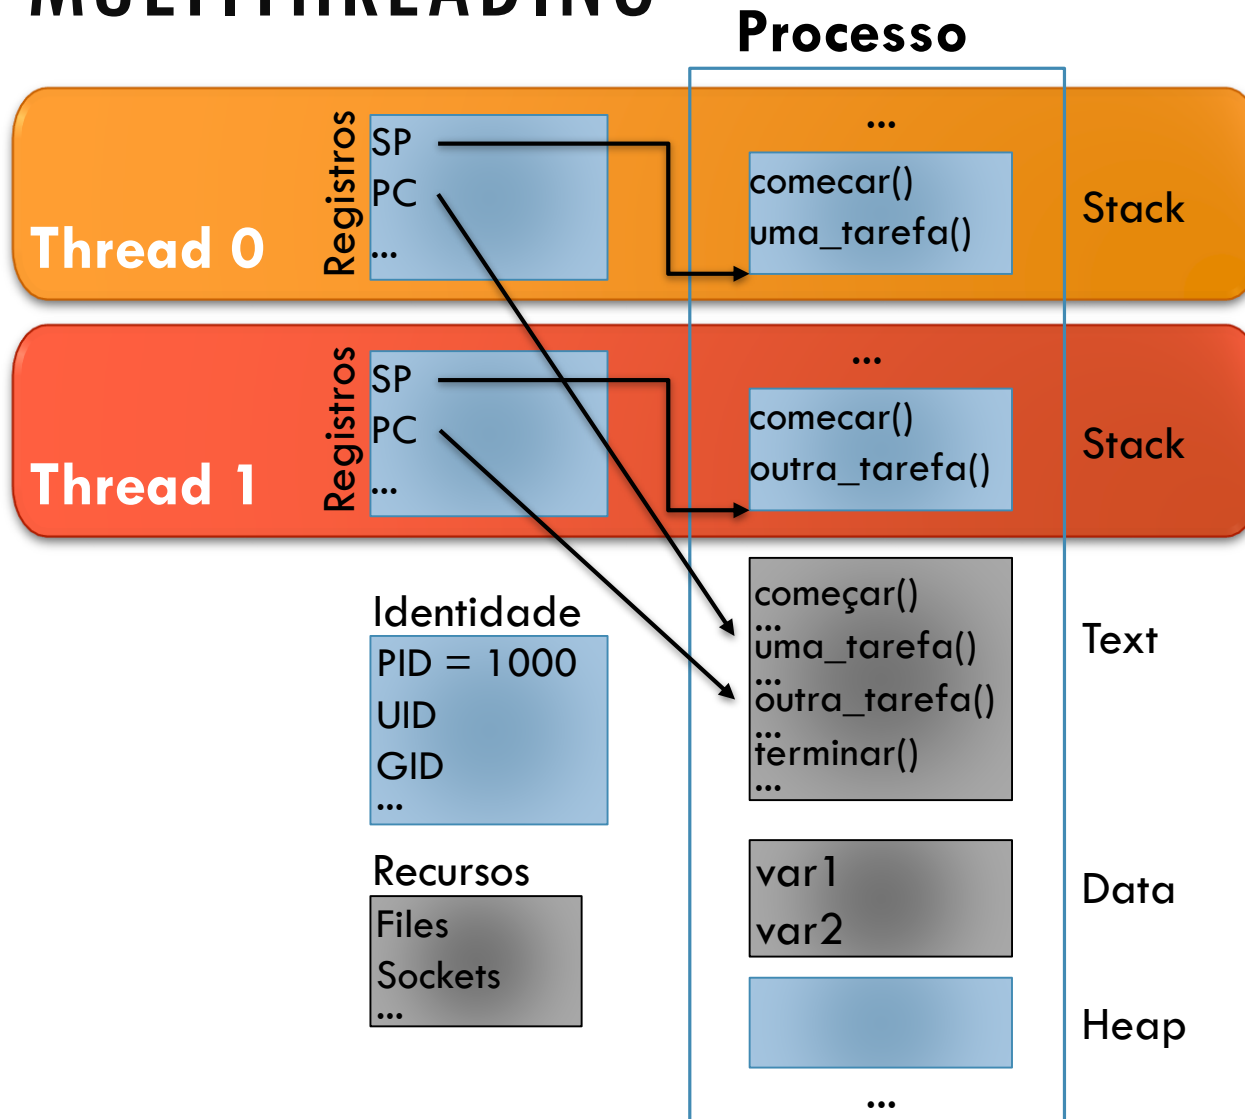 MULTITHREADING
Processo
Thread 0
Registros
SP
PC
...
...
comecar()
uma_tarefa()
Stack
Thread 1
Registros
SP
PC
...
...
comecar()
outra_tarefa()
Stack
Identidade
PID = 1000
UID
GID
...
Recursos
Files
Sockets
...
começar()
...
uma_tarefa()
...
outra_tarefa()
...
terminar()
...
Text
var1
var2
Data
Heap
...